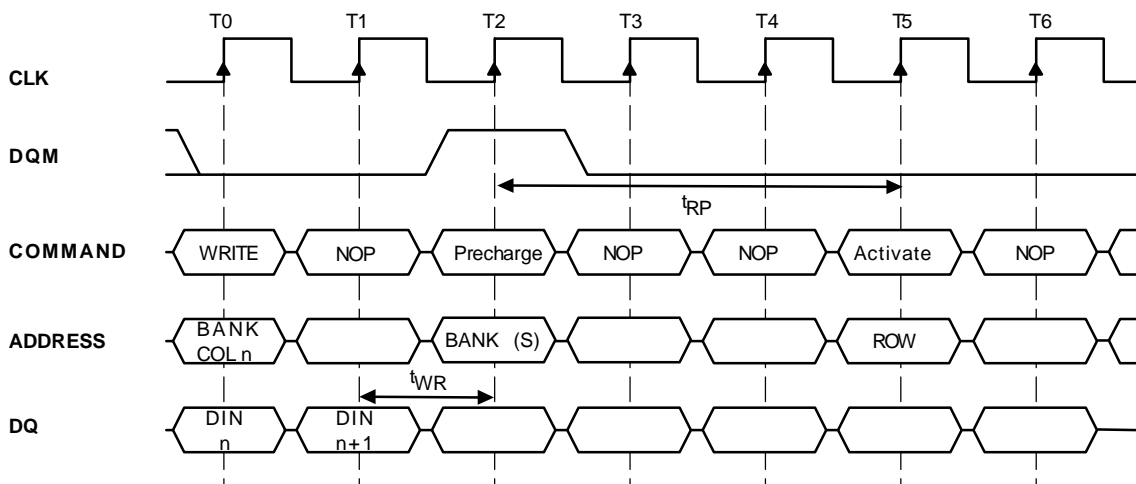 T0 T1 T2 T3 T4 T5 T6
CLK
DQM
tRP
COMMAND WRITE NOP Precharge NOP NOP Activate NOP
ADDRESS BANK COL n BANK (S) ROW
tWR
DQ DIN n DIN n+1